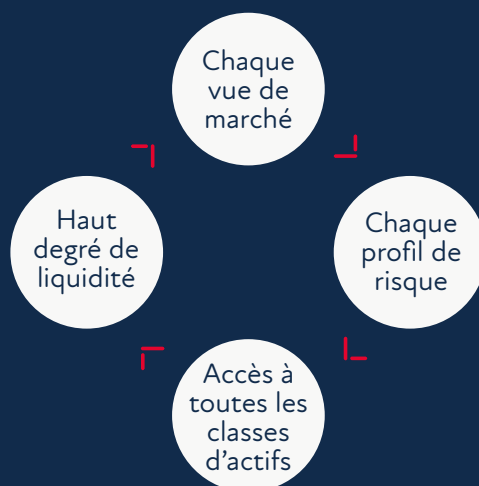 Chaque
vue de
marché
Haut
degré de
liquidité
Chaque
profil de
risque
Accès à
toutes les
classes
d’actifs